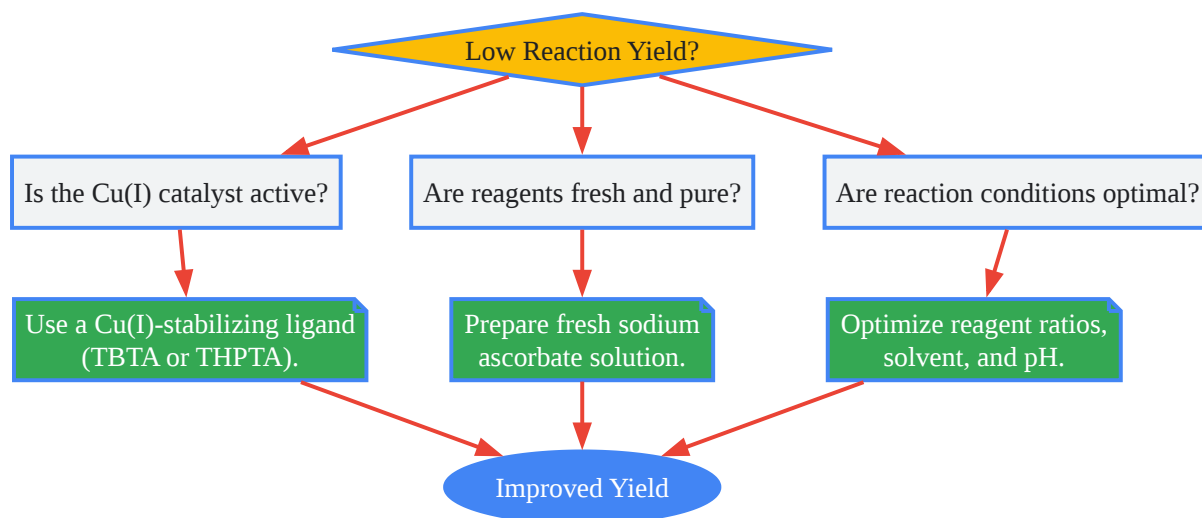 Low Reaction Yield?
Is the Cu(I) catalyst active?
Are reagents fresh and pure?
Are reaction conditions optimal?
Use a Cu(I)-stabilizing ligand
(TBTA or THPTA).
Prepare fresh sodium
ascorbate solution.
Optimize reagent ratios,
solvent, and pH.
Improved Yield